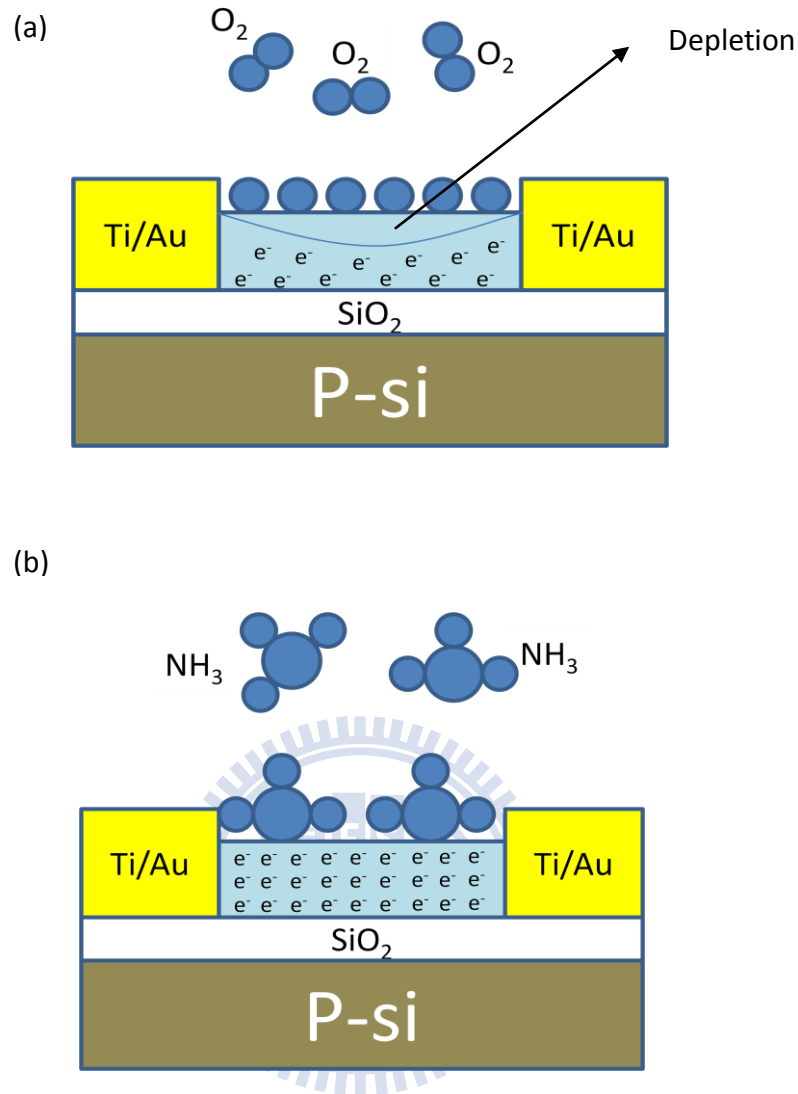 (a)
O₂
O₂
O₂
Depletion
Ti/Au
Ti/Au
e⁻ e⁻ e⁻ e⁻ e⁻ e⁻
e⁻ e⁻ e⁻ e⁻ e⁻ e⁻
SiO₂
P-si
(b)
NH₃
NH₃
Ti/Au
Ti/Au
e⁻ e⁻ e⁻ e⁻ e⁻ e⁻ e⁻ e⁻ e⁻
e⁻ e⁻ e⁻ e⁻ e⁻ e⁻ e⁻ e⁻ e⁻
e⁻ e⁻ e⁻ e⁻ e⁻ e⁻ e⁻ e⁻ e⁻
SiO₂
P-si